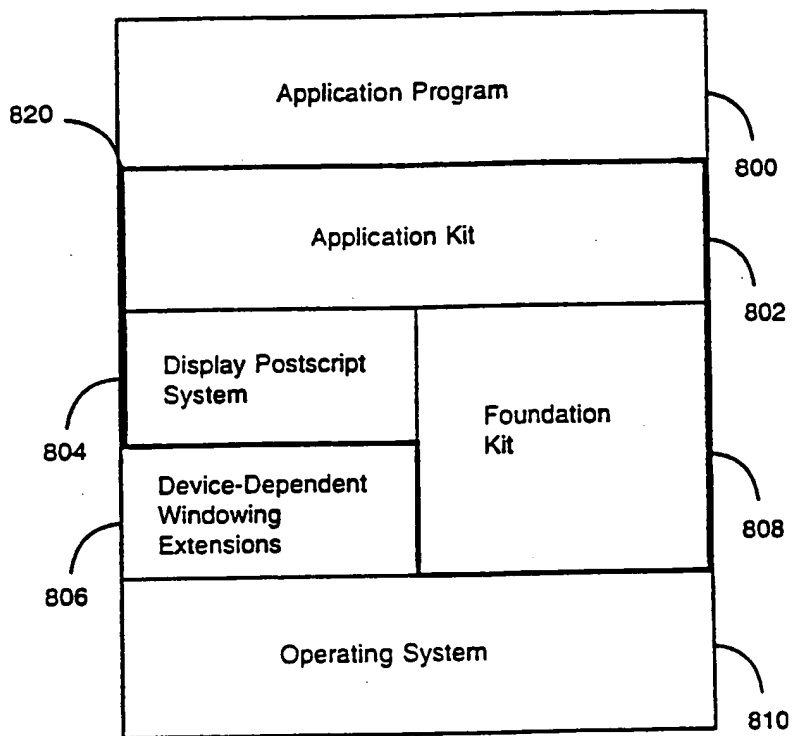 Application Program
820
800
Application Kit
802
Display Postscript
System
Foundation
Kit
804
Device-Dependent
Windowing
Extensions
808
806
Operating System
810